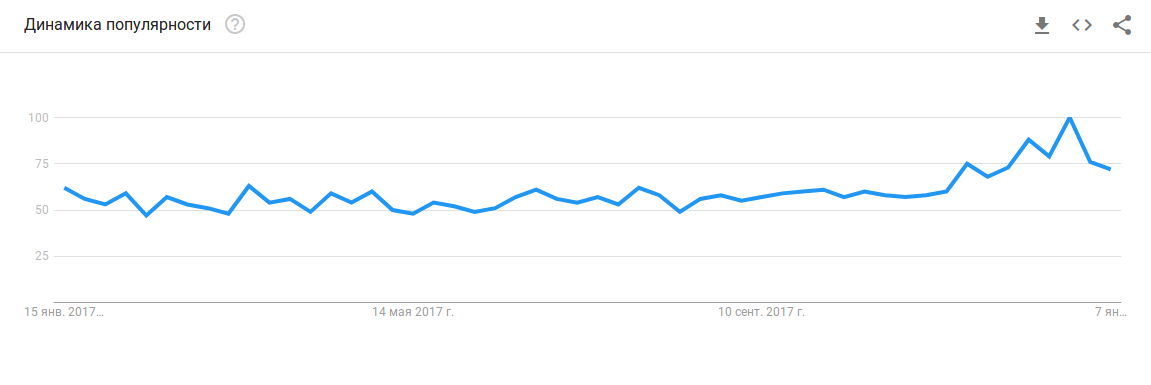 Динамика популярности ?
100
75
50
25
15 янв. 2017…
14 мая 2017 г.
10 сент. 2017 г.
7 ян…